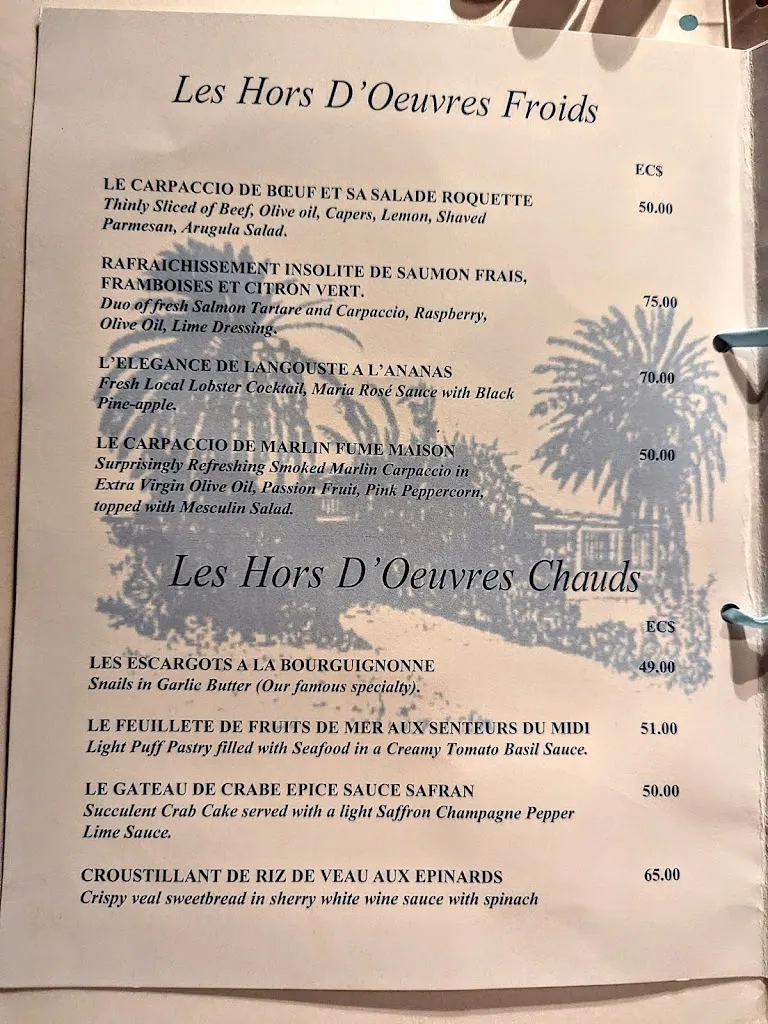 Les Hors D'Oeuvres Froids
EC$
LE CARPACCIO DE BŒUF ET SA SALADE ROQUETTE 50.00
Thinly Sliced of Beef, Olive oil, Capers, Lemon, Shaved
Parmesan, Arugula Salad.
RAFRAICHISSEMENT INSOLITE DE SAUMON FRAIS,
FRAMBOISES ET CITRON VERT. 75.00
Duo of fresh Salmon Tartare and Carpaccio, Raspberry,
Olive Oil, Lime Dressing.
L'ELEGANCE DE LANGOUSTE A L'ANANAS 70.00
Fresh Local Lobster Cocktail, Maria Rosé Sauce with Black
Pine-apple.
LE CARPACCIO DE MARLIN FUME MAISON 50.00
Surprisingly Refreshing Smoked Marlin Carpaccio in
Extra Virgin Olive Oil, Passion Fruit, Pink Peppercorn,
topped with Mesculin Salad.
Les Hors D'Oeuvres Chauds
EC$
LES ESCARGOTS A LA BOURGUIGNONNE 49.00
Snails in Garlic Butter (Our famous specialty).
LE FEUILLETE DE FRUITS DE MER AUX SENTEURS DU MIDI 51.00
Light Puff Pastry filled with Seafood in a Creamy Tomato Basil Sauce.
LE GATEAU DE CRABE EPICE SAUCE SAFRAN 50.00
Succulent Crab Cake served with a light Saffron Champagne Pepper
Lime Sauce.
CROUSTILLANT DE RIZ DE VEAU AUX EPINARDS 65.00
Crispy veal sweetbread in sherry white wine sauce with spinach